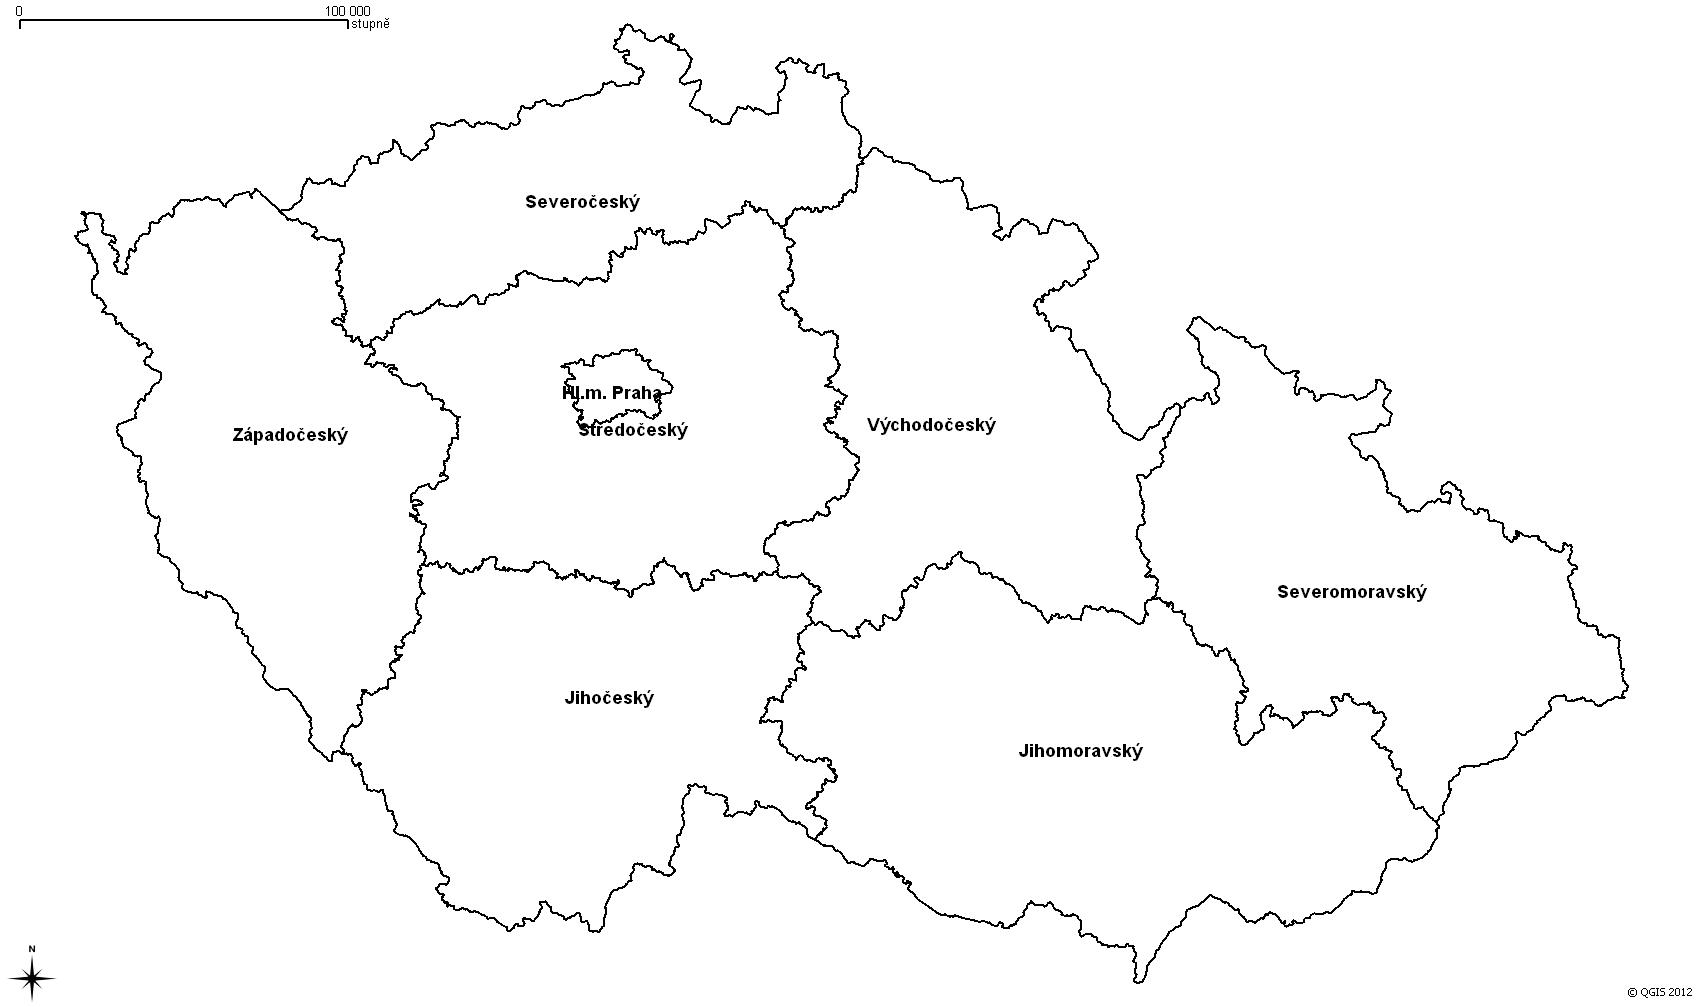 0 100 000
stupně
Severočeský
Hl.m. Praha
Středočeský
Východočeský
Západočeský
Severomoravský
Jihočeský
Jihomoravský
N
© QGIS 2012